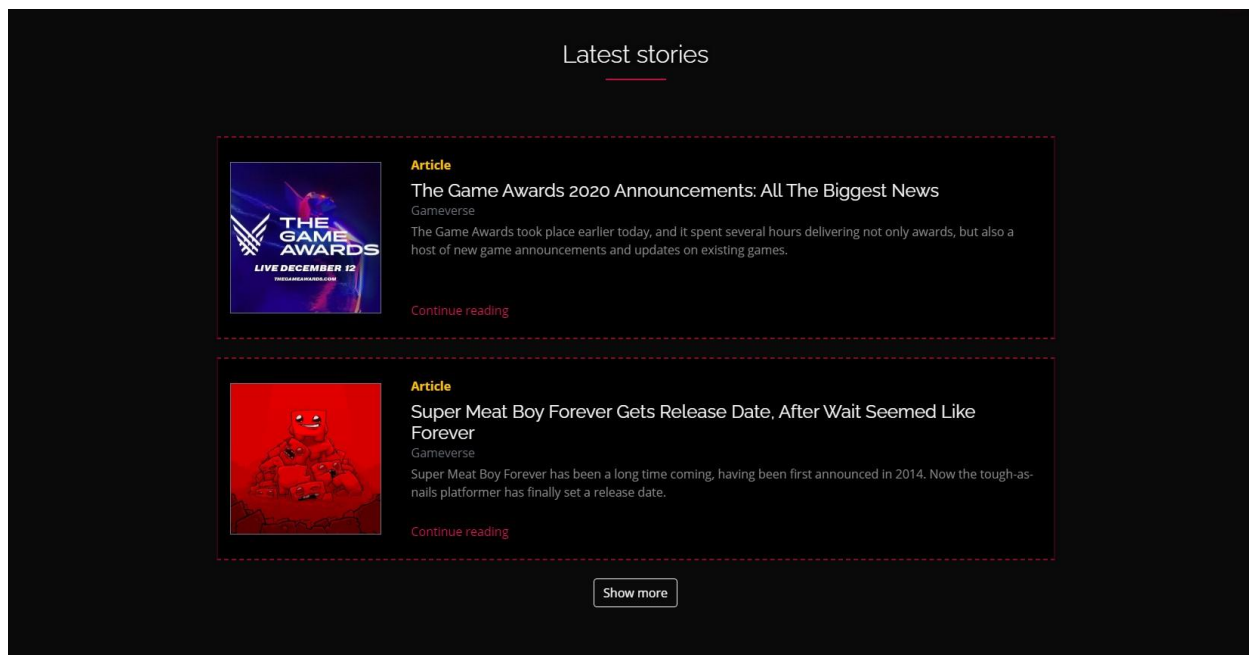 Latest stories
Article
The Game Awards 2020 Announcements: All The Biggest News
Gameverse
The Game Awards took place earlier today, and it spent several hours delivering not only awards, but also a
host of new game announcements and updates on existing games.
Continue reading
THE
GAME
AWARDS
LIVE DECEMBER 12
THEGAMEAWARDS.COM
Article
Super Meat Boy Forever Gets Release Date, After Wait Seemed Like
Forever
Gameverse
Super Meat Boy Forever has been a long time coming, having been first announced in 2014. Now the tough-as-
nails platformer has finally set a release date.
Continue reading
Show more